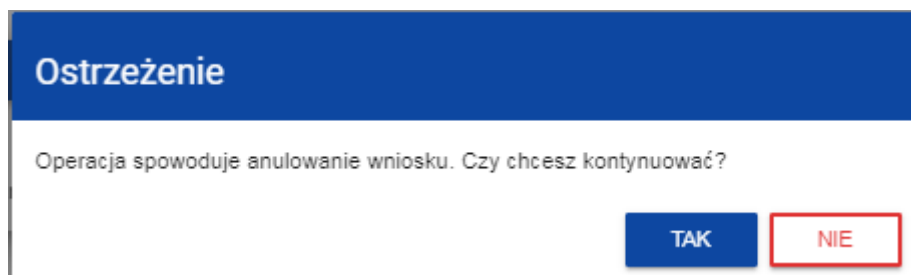 Ostrzeżenie
Operacja spowoduje anulowanie wniosku. Czy chcesz kontynuować?
TAK NIE